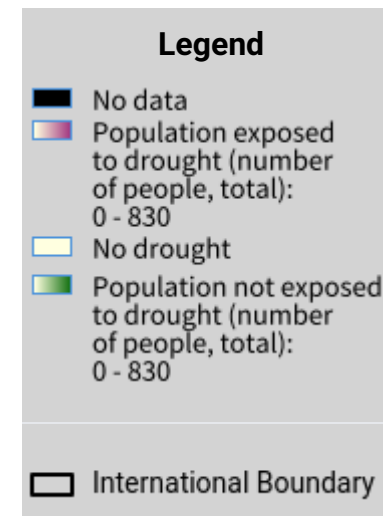 Legend
No data
Population exposed
to drought (number
of people, total):
0 - 830
No drought
Population not exposed
to drought (number
of people, total):
0 - 830
International Boundary